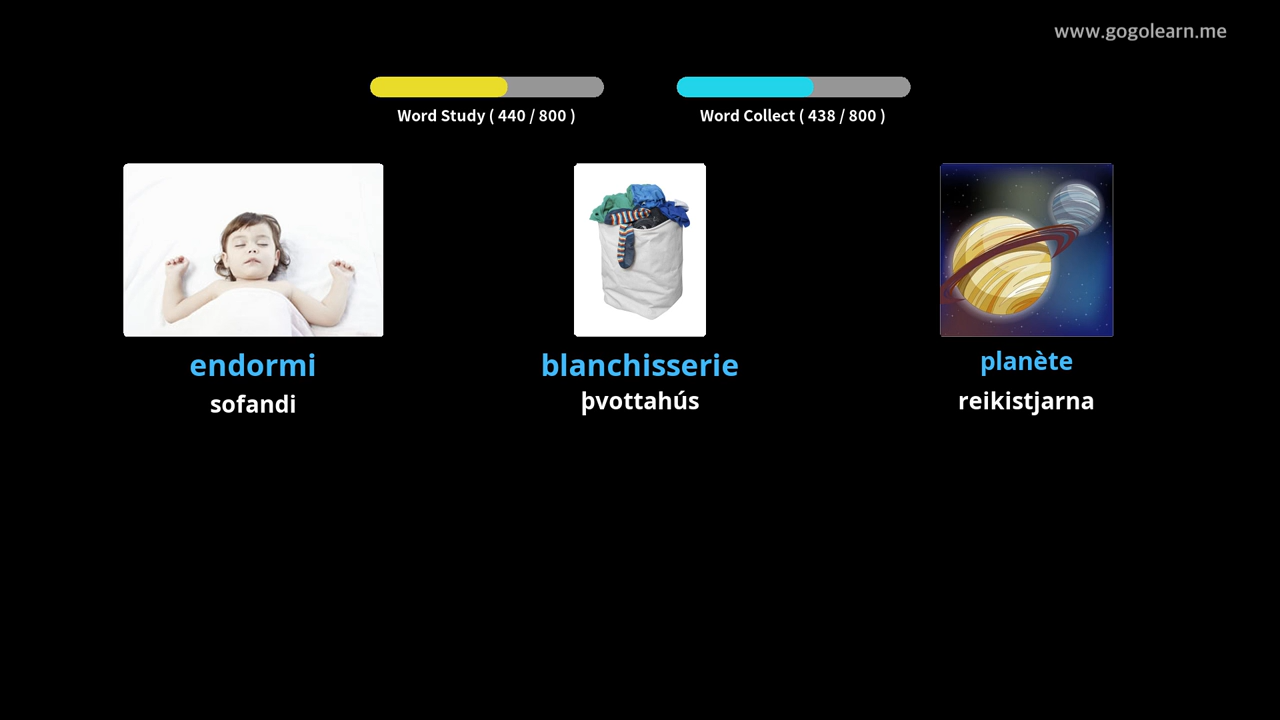 www.gogolearn.me
Word Study ( 440 / 800 )
Word Collect ( 438 / 800 )
endormi
sofandi
blanchisserie
þvottahús
planète
reikistjarna